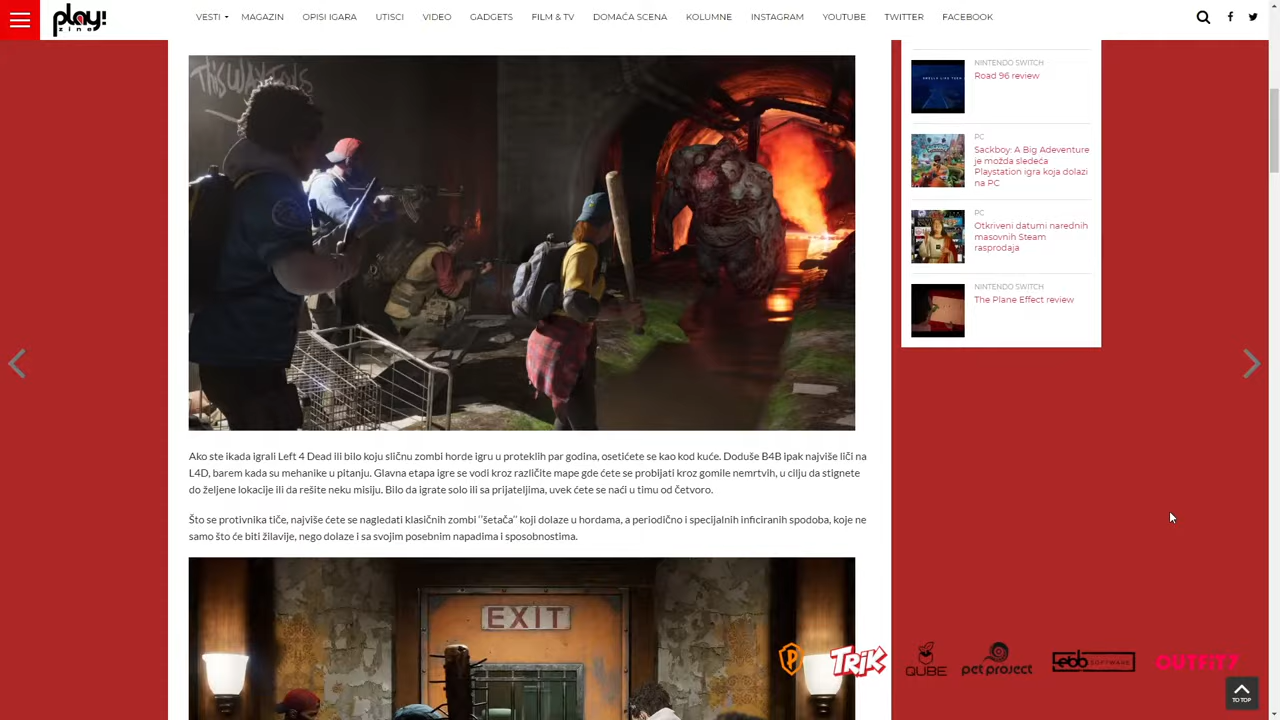 play!
zine
VESTI
MAGAZIN
OPISI IGARA
UTISCI
VIDEO
GADGETS
FILM & TV
DOMAĆA SCENA
KOLUMNE
INSTAGRAM
YOUTUBE
TWITTER
FACEBOOK
NINTENDO SWITCH
Road 96 review
PC
Sackboy: A Big Adeventure
je možda sledeća
Playstation igra koja dolazi
na PC
PC
Otkriveni datumi narednih
masovnih Steam
rasprodaja
NINTENDO SWITCH
The Plane Effect review
Ako ste ikada igrali Left 4 Dead ili bilo koju sličnu zombi horde igru u proteklih par godina, osetićete se kao kod kuće. Doduše B4B ipak najviše liči na
L4D, barem kada su mehanike u pitanju. Glavna etapa igre se vodi kroz različite mape gde ćete se probijati kroz gomile nemrtvih, u cilju da stignete
do željene lokacije ili da rešite neku misiju. Bilo da igrate solo ili sa prijateljima, uvek ćete se naći u timu od četvoro.
Što se protivnika tiče, najviše ćete se nagledati klasičnih zombi ‘’šetača’’ koji dolaze u hordama, a periodično i specijalnih inficiranih spodoba, koje ne
samo što će biti žilavije, nego dolaze i sa svojim posebnim napadima i sposobnostima.
EXIT
TRIK
QUBE
pet project
ebb SOFTWARE
OUTFIT7
TO TOP